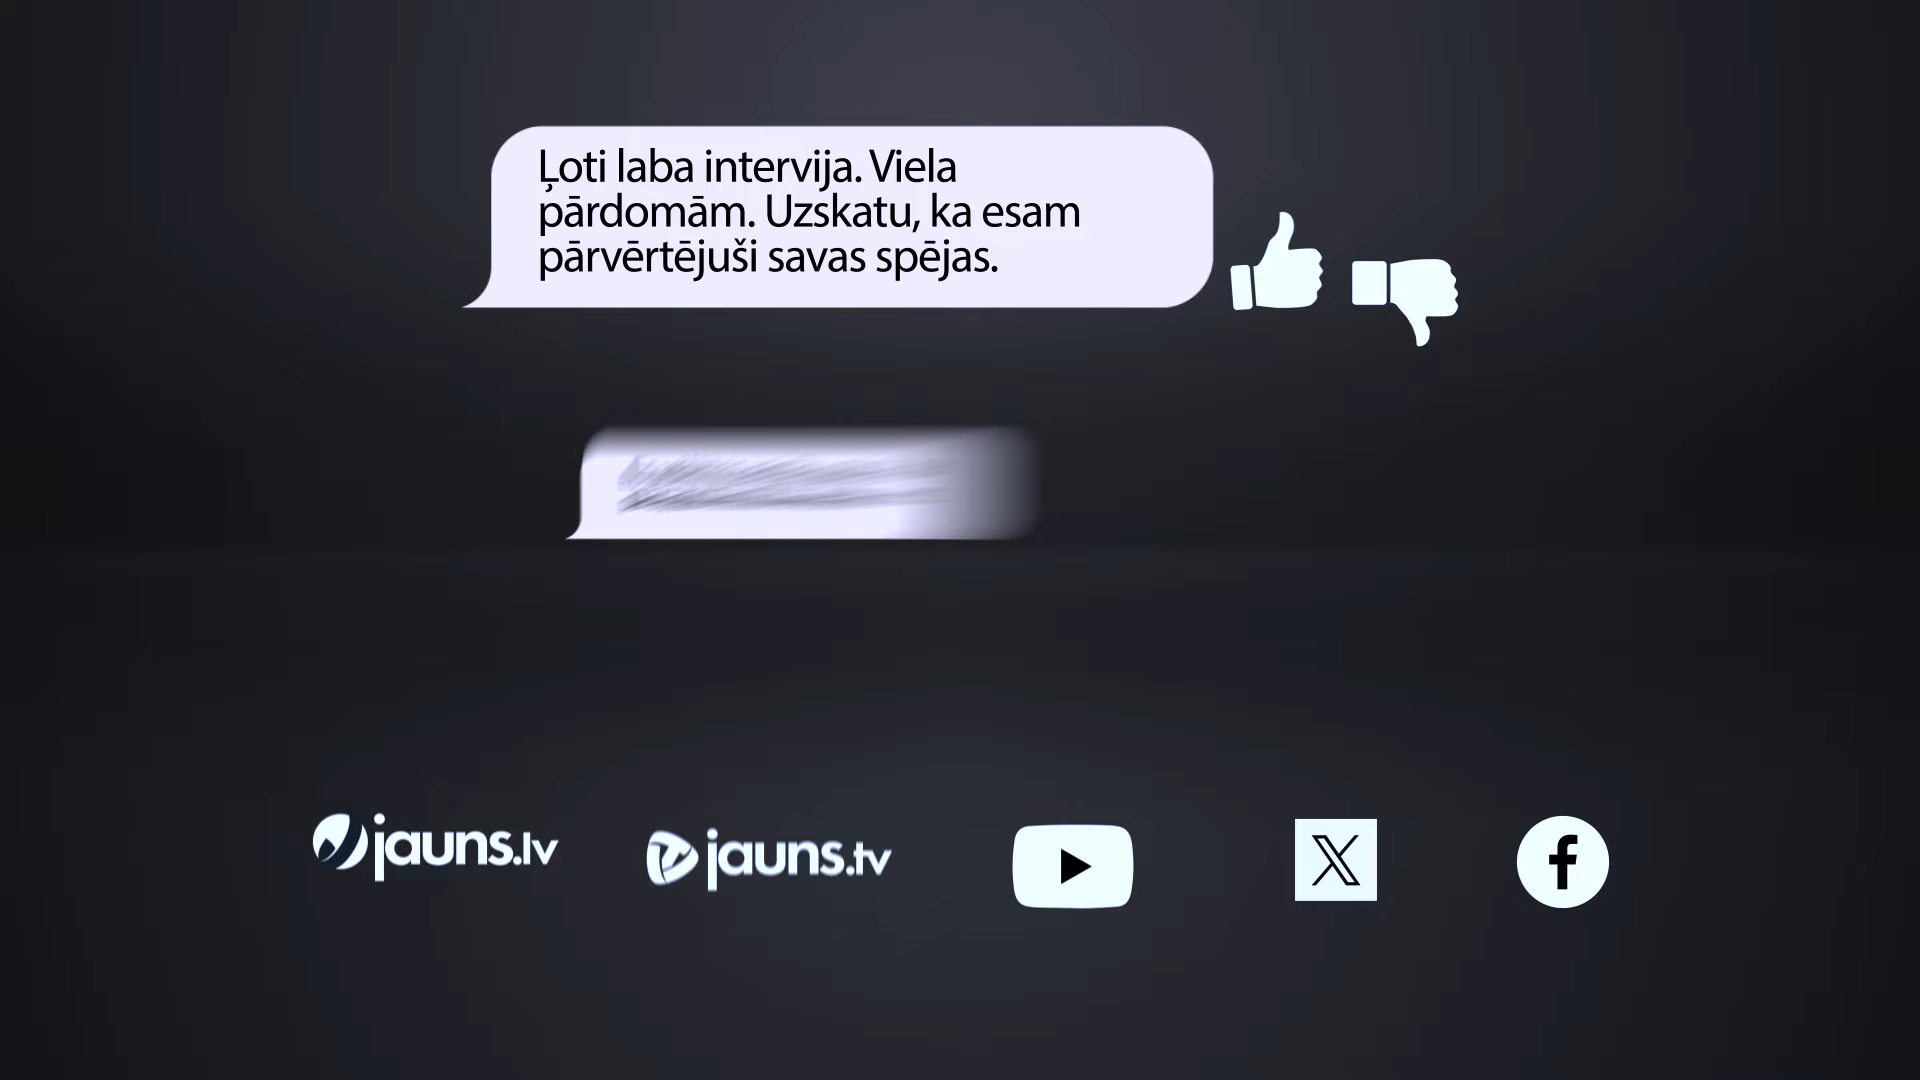 Ļoti laba intervija. Viela
pārdomām. Uzskatu, ka esam
pārvērtējuši savas spējas.
jauns.lv
jauns.tv